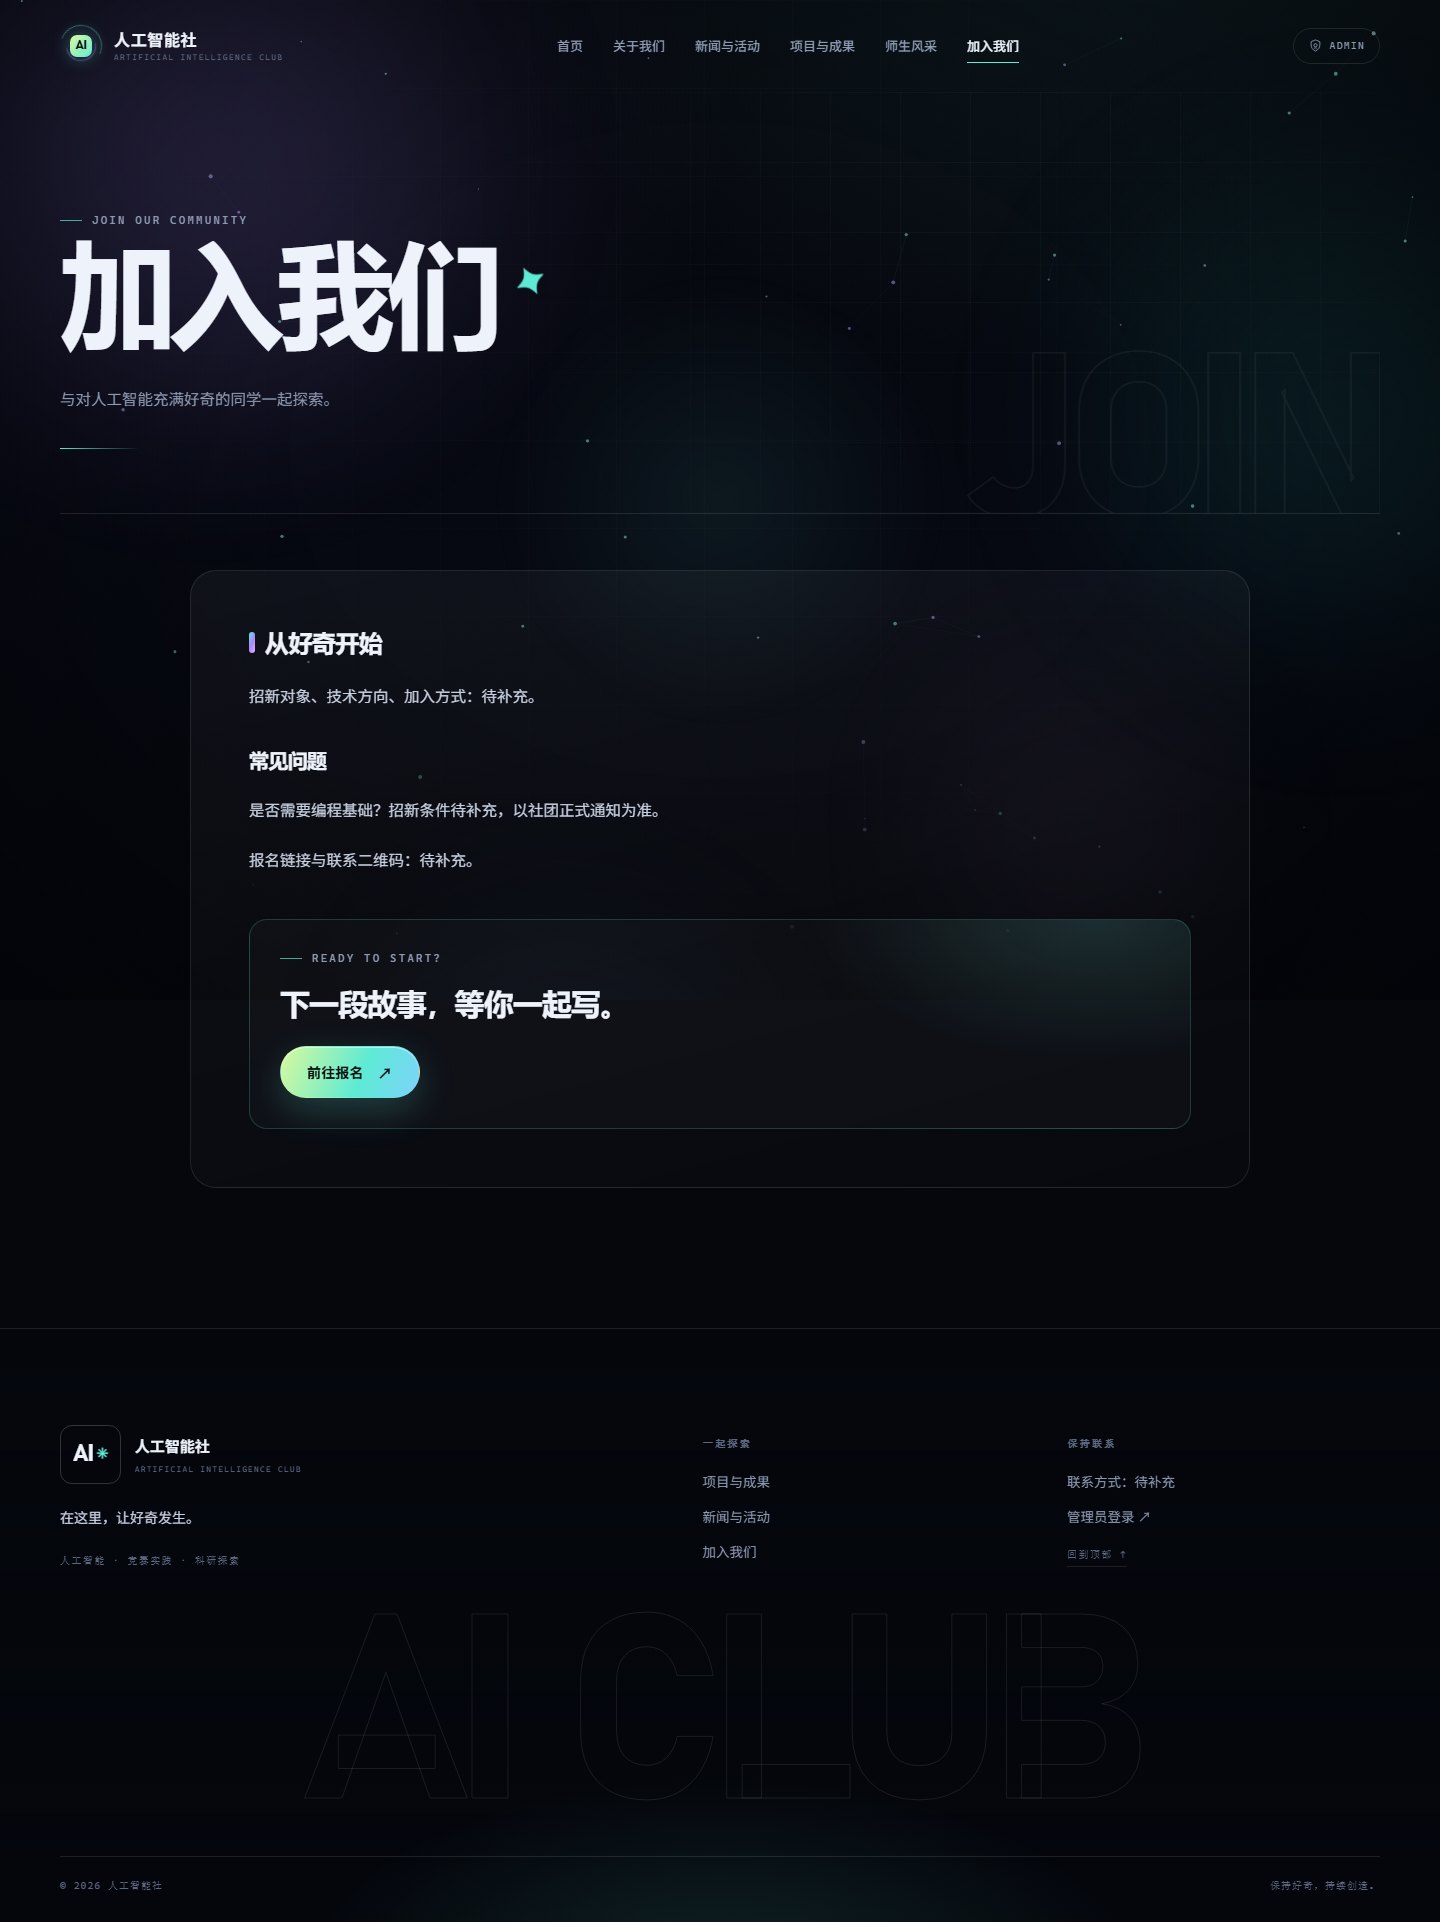 AI 人工智能社
ARTIFICIAL INTELLIGENCE CLUB
首页 关于我们 新闻与活动 项目与成果 师生风采 加入我们
ADMIN
JOIN OUR COMMUNITY
加入我们
与对人工智能充满好奇的同学一起探索。
JOIN
从好奇开始
招新对象、技术方向、加入方式：待补充。
常见问题
是否需要编程基础？招新条件待补充，以社团正式通知为准。
报名链接与联系二维码：待补充。
READY TO START?
下一段故事，等你一起写。
前往报名 ↗
AI 人工智能社
ARTIFICIAL INTELLIGENCE CLUB
在这里，让好奇发生。
人工智能 · 竞赛实践 · 科研探索
一起探索
项目与成果
新闻与活动
加入我们
保持联系
联系方式：待补充
管理员登录 ↗
回到顶部 ↑
AI CLUB
© 2026 人工智能社
保持好奇，持续创造。